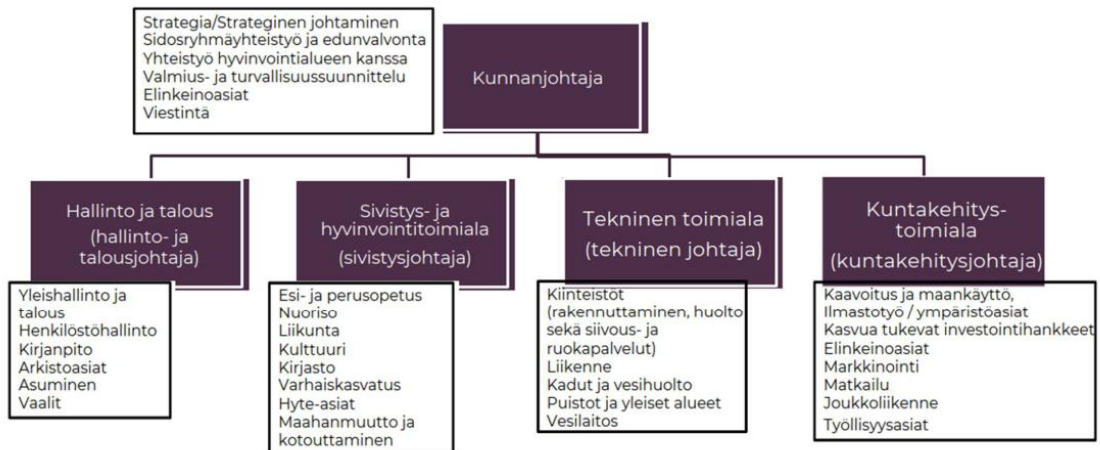 Strategia/Strateginen johtaminen
Sidosryhmäyhteistyö ja edunvalvonta
Yhteistyö hyvinvointialueen kanssa
Valmius- ja turvallisuussuunnittelu
Elinkeinoasiat
Viestintä
Kunnanjohtaja
Hallinto ja talous
(hallinto- ja
talousjohtaja)
Yleishallinto ja
talous
Henkilöstöhallinto
Kirjanpito
Arkistoasiat
Asuminen
Vaalit
Sivistys- ja
hyvinvointitoimiala
(sivistysjohtaja)
Esi- ja perusopetus
Nuoriso
Liikunta
Kulttuuri
Kirjasto
Varhaiskasvatus
Hyte-asiat
Maahanmuutto ja
kotouttaminen
Tekninen toimiala
(tekninen johtaja)
Kiinteistöt
(rakennuttaminen, huolto
sekä siivous- ja
ruokapalvelut)
Liikenne
Kadut ja vesihuolto
Puistot ja yleiset alueet
Vesilaitos
Kuntakehitys-
toimiala
(kuntakehitysjohtaja)
Kaavoitus ja maankäyttö,
Ilmastotyö / ympäristöasiat
Kasvua tukevat investointihankkeet
Elinkeinoasiat
Markkinointi
Matkailu
Joukkoliikenne
Työllisyysasiat